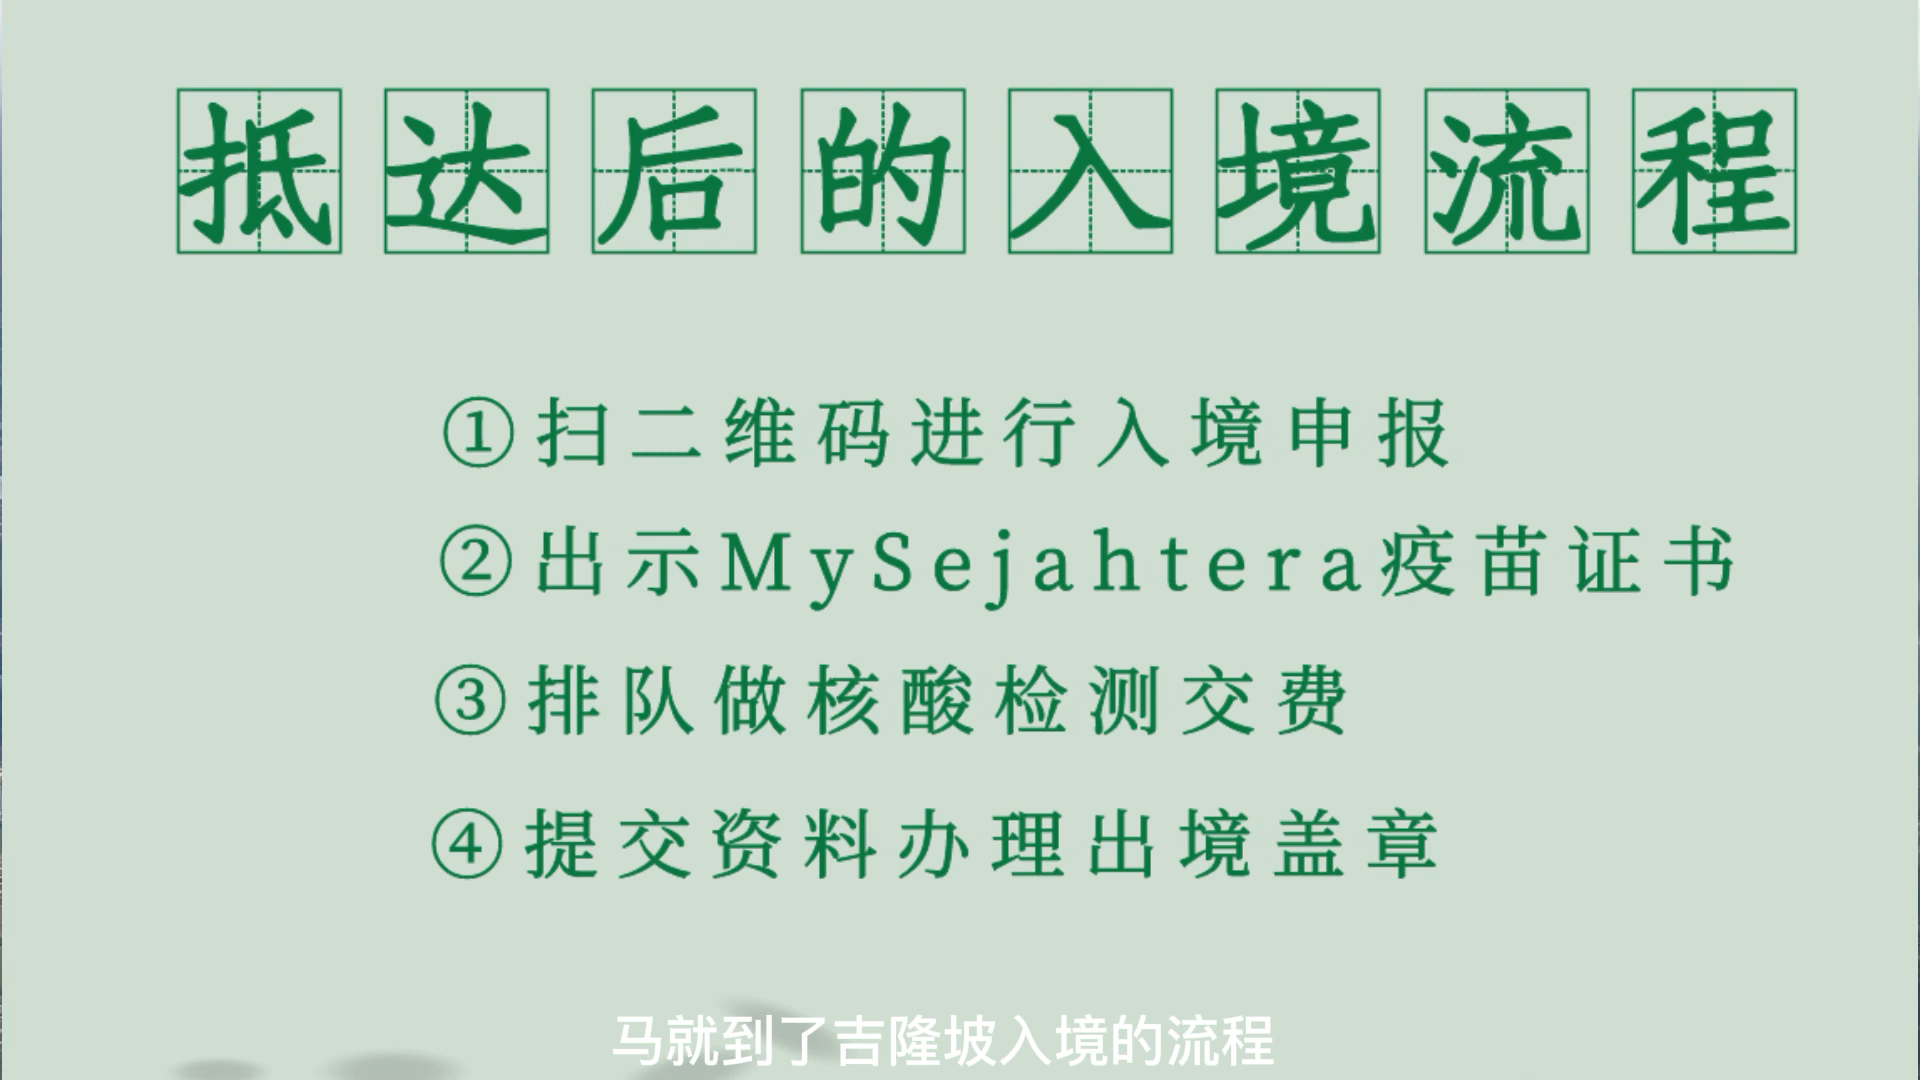 抵达后的入境流程
①扫二维码进行入境申报
②出示MySejahtera疫苗证书
③排队做核酸检测交费
④提交资料办理出境盖章
马就到了吉隆坡入境的流程